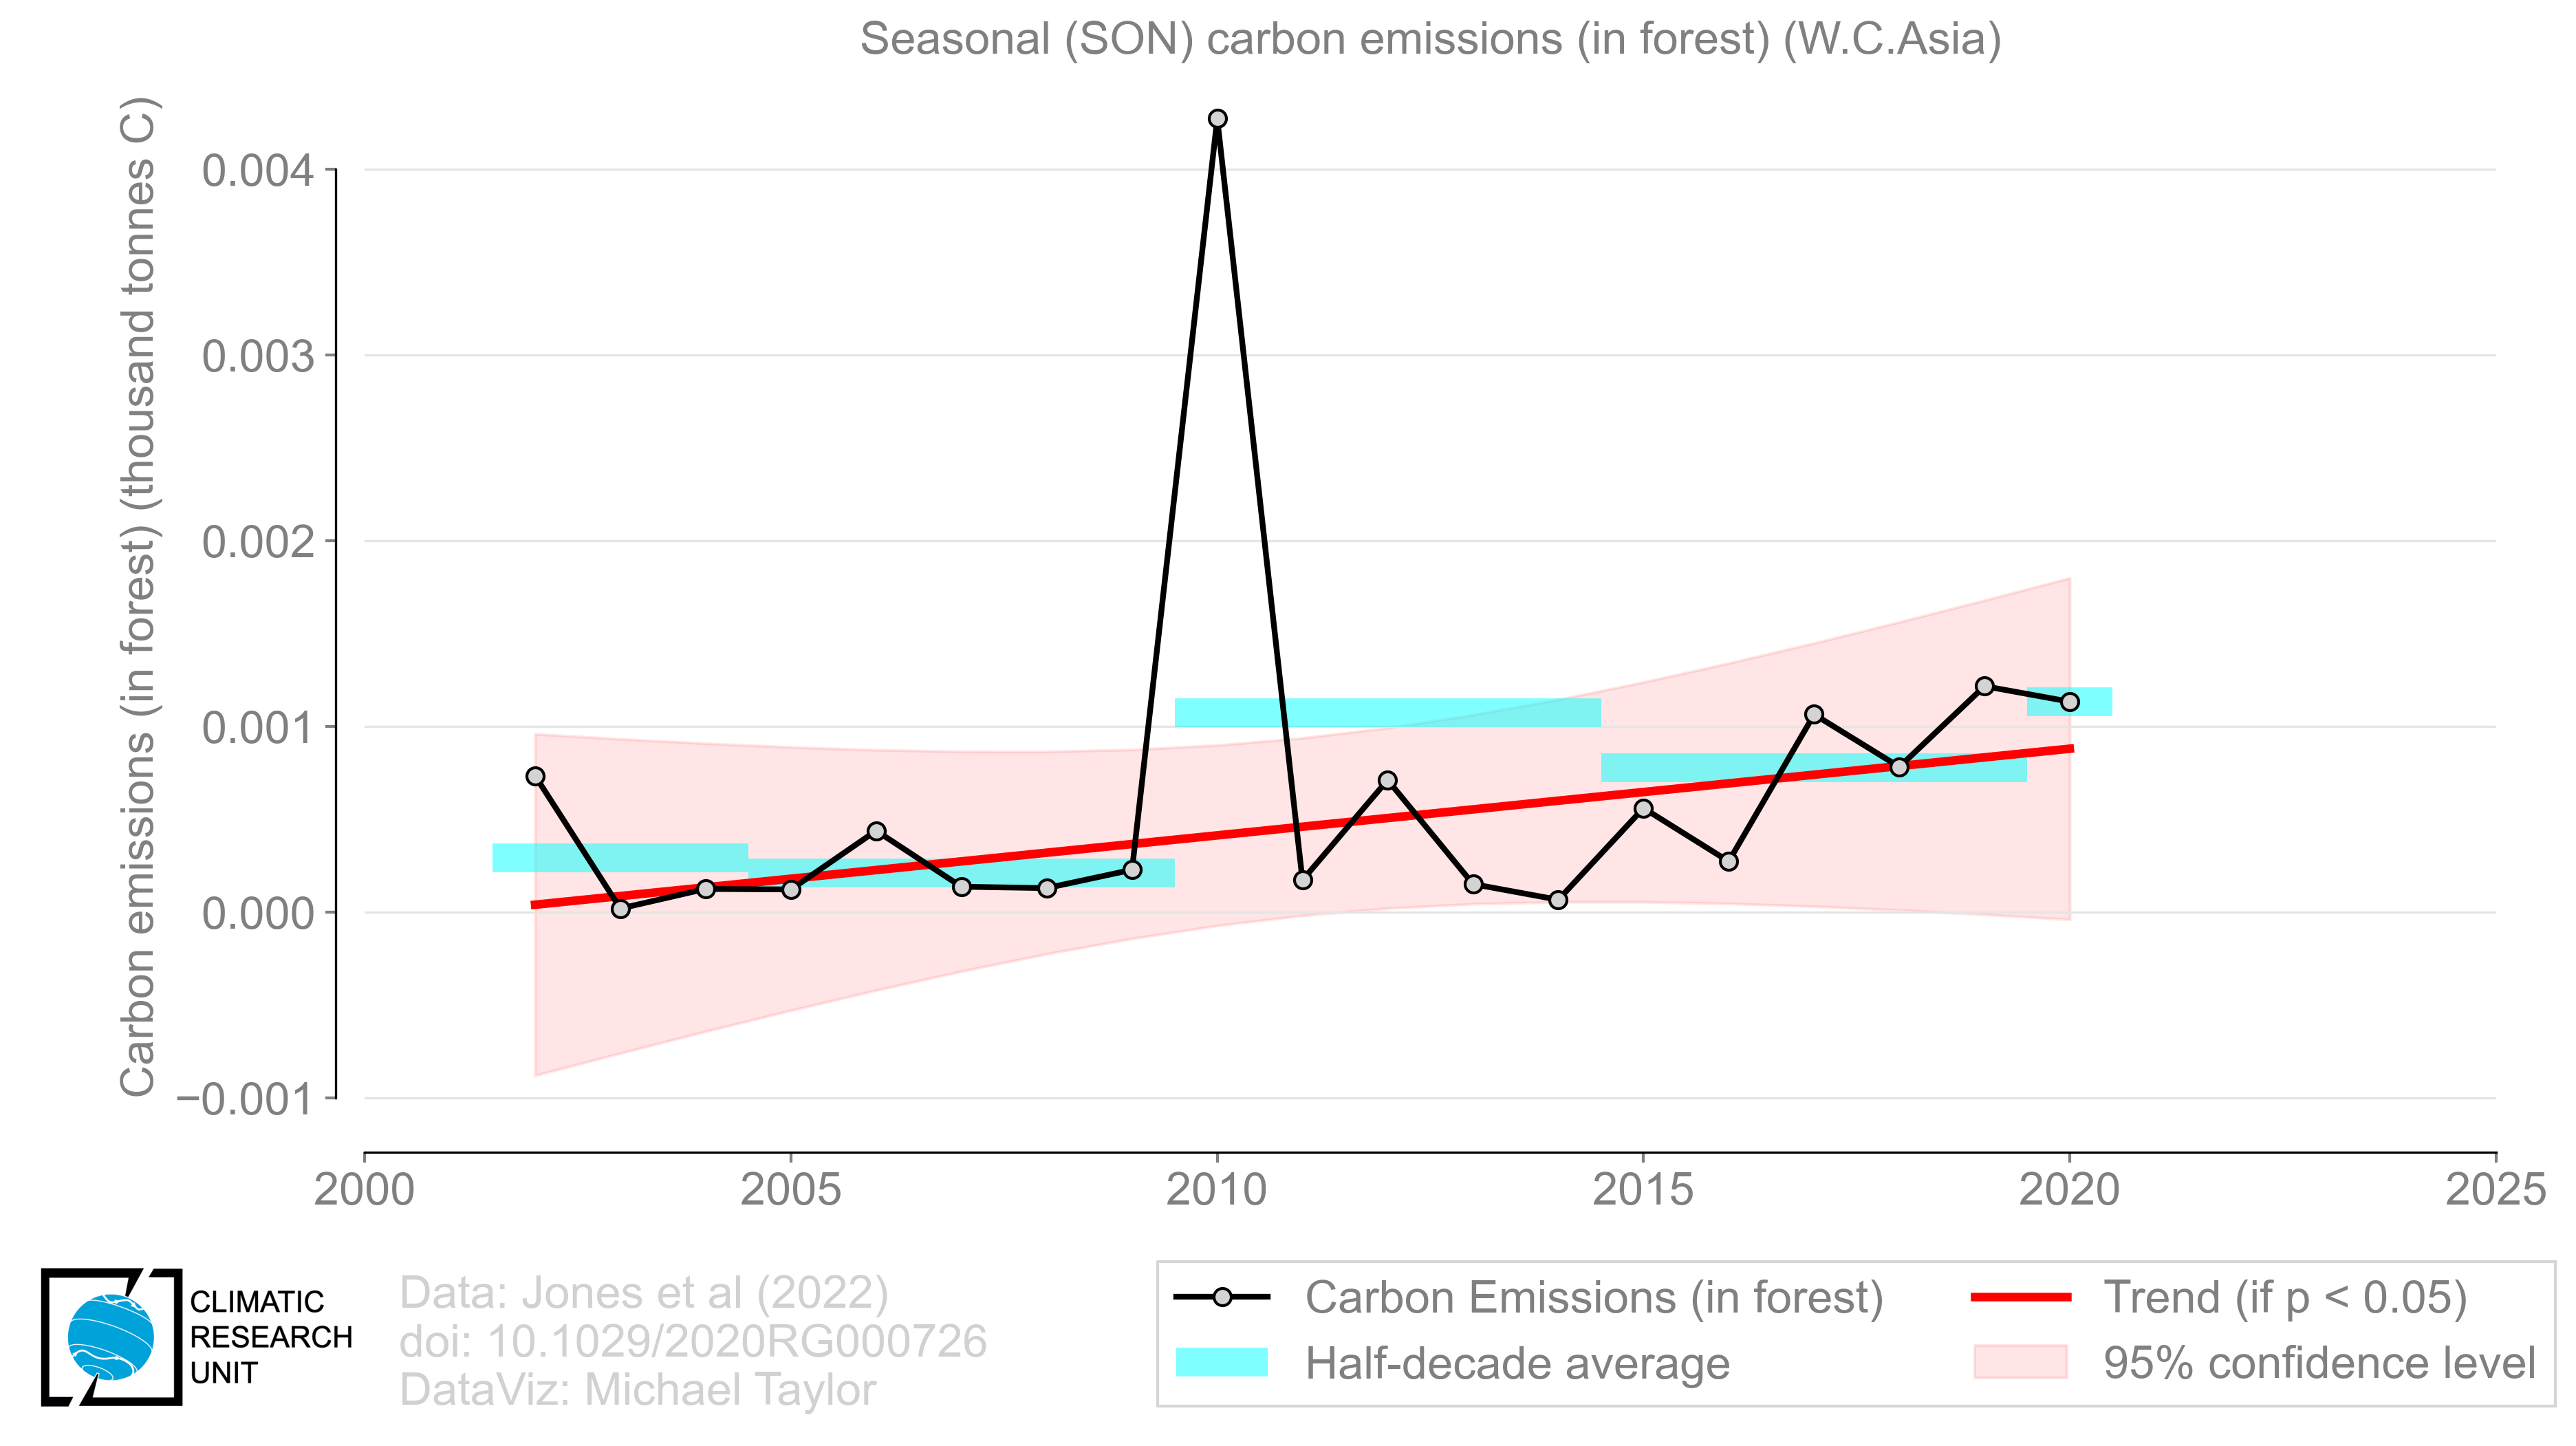 Seasonal (SON) carbon emissions (in forest) (W.C.Asia)
Carbon emissions (in forest) (thousand tonnes C)
0.004
0.003
0.002
0.001
0.000
−0.001
2000 2005 2010 2015 2020 2025
CLIMATIC
RESEARCH
UNIT
Data: Jones et al (2022)
doi: 10.1029/2020RG000726
DataViz: Michael Taylor
Carbon Emissions (in forest)
Half-decade average
Trend (if p < 0.05)
95% confidence level